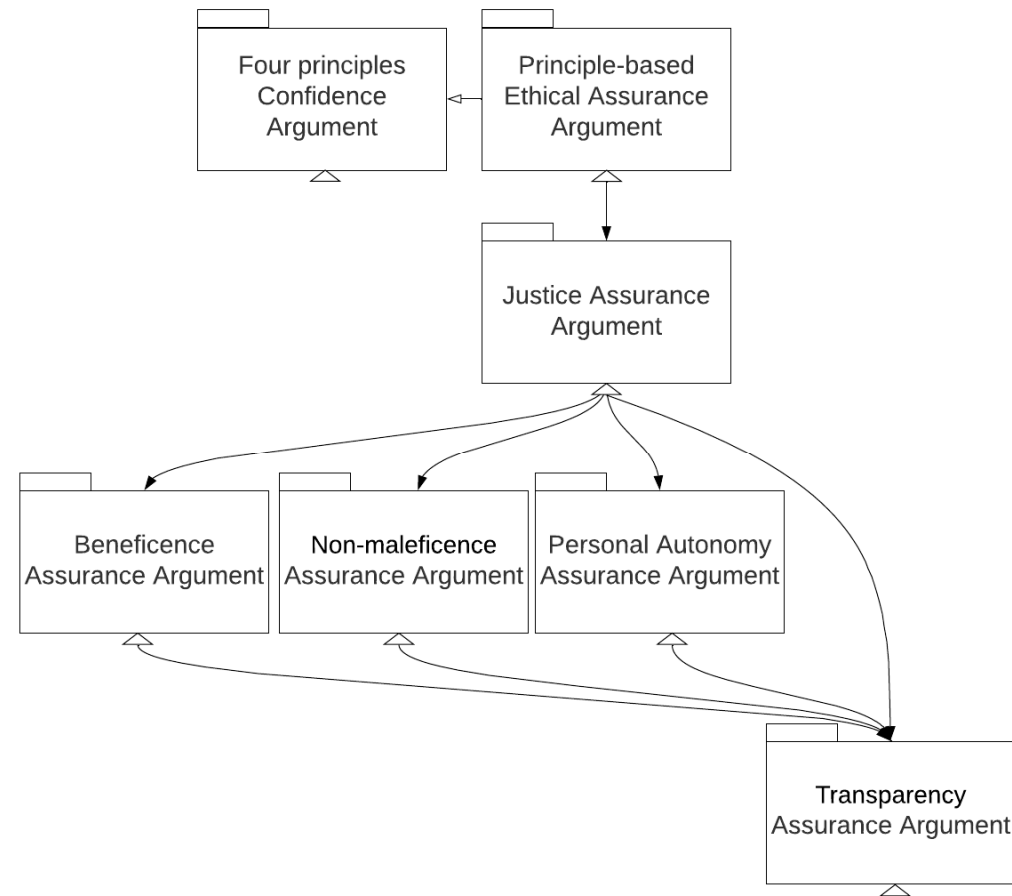 Four principles
Confidence
Argument
Principle-based
Ethical Assurance
Argument
Justice Assurance
Argument
Beneficence
Assurance Argument
Non-maleficence
Assurance Argument
Personal Autonomy
Assurance Argument
Transparency
Assurance Argument